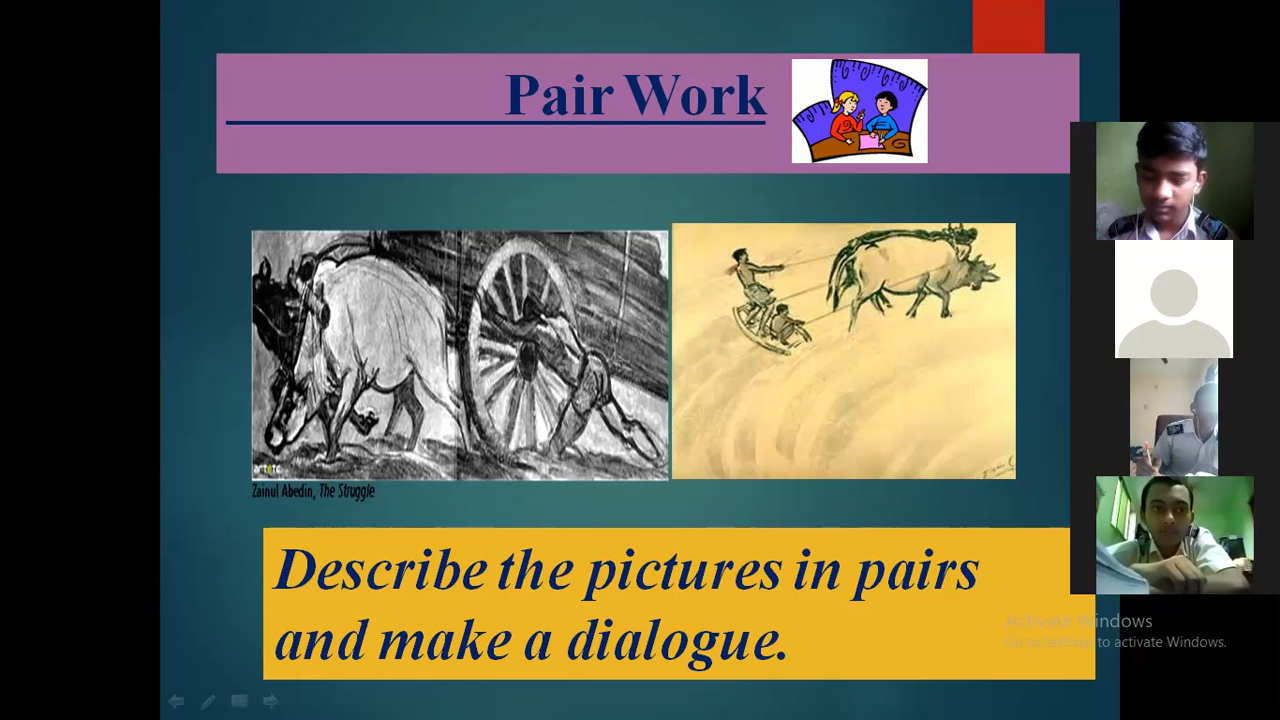 Pair Work
artetc
Zainul Abedin, The Struggle
Describe the pictures in pairs
and make a dialogue.
Activate Windows
Go to Settings to activate Windows.